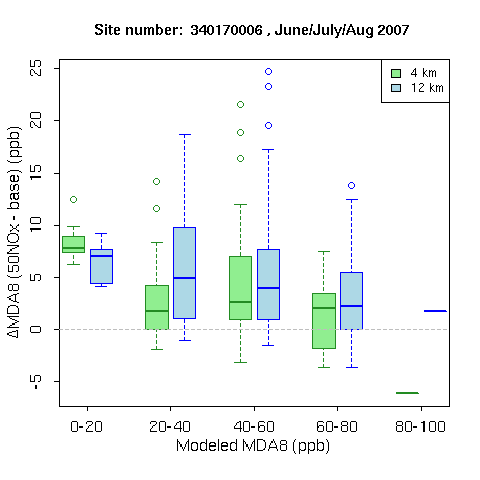 Site number: 340170006 , June/July/Aug 2007
4 km
12 km
ΔMDA8 (50NOx - base) (ppb)
25
20
15
10
5
0
-5
0-20 20-40 40-60 60-80 80-100
Modeled MDA8 (ppb)